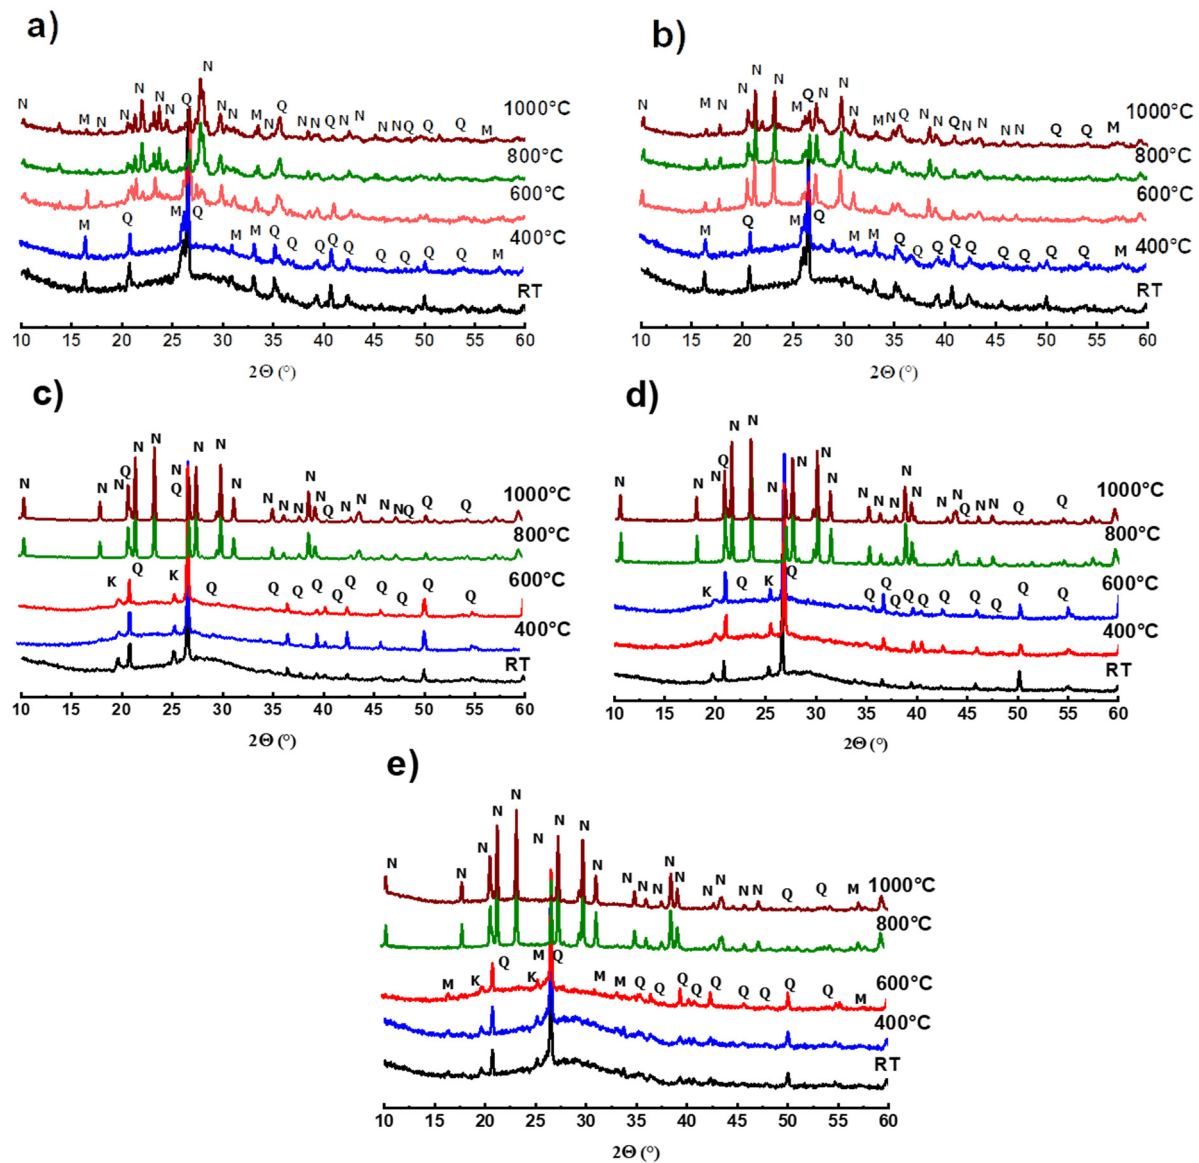 a)
N M N N N N N N Q N N N M N Q N N Q N N N N Q Q Q M
1000°C
800°C
600°C
M Q M Q M M Q Q Q Q Q Q Q Q Q M
400°C
RT
10 15 20 25 30 35 40 45 50 55 60
2Θ (°)
b)
N M N N N N M Q N N N M N Q N N Q N N N N Q Q M
1000°C
800°C
600°C
Q M Q M M Q Q Q Q Q Q Q Q Q M
400°C
RT
10 15 20 25 30 35 40 45 50 55 60
2Θ (°)
c)
N N N Q N N N Q N N N N N N N Q N N N Q Q Q
1000°C
800°C
K Q K Q Q Q Q Q Q Q Q Q
600°C
400°C
RT
10 15 20 25 30 35 40 45 50 55 60
2Θ (°)
d)
N N N Q N N N N N N N N N N N Q N N Q Q
1000°C
800°C
K Q K Q Q Q Q Q Q Q Q Q Q
600°C
400°C
RT
10 15 20 25 30 35 40 45 50 55 60
2Θ (°)
e)
N N N N N N N N N N N N N N N N N N Q Q M
1000°C
800°C
M K Q K M Q M M Q Q Q Q Q Q Q Q Q M
600°C
400°C
RT
10 15 20 25 30 35 40 45 50 55 60
2Θ (°)